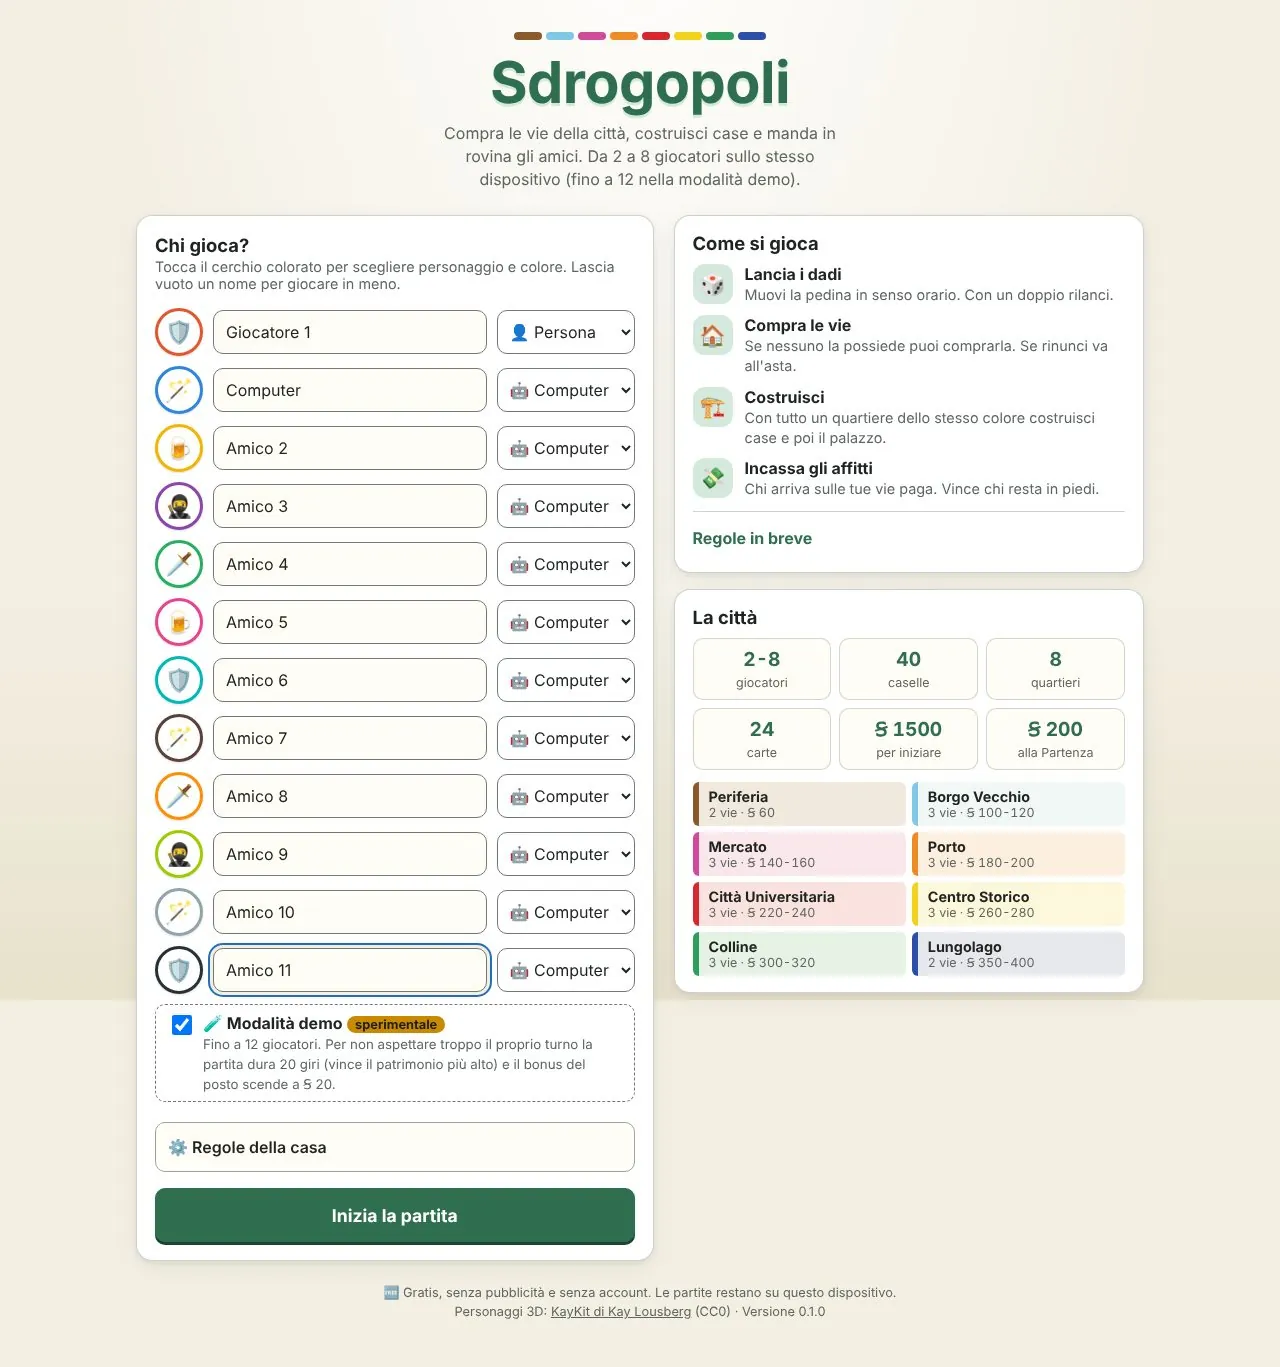 Sdrogopoli
Compra le vie della città, costruisci case e manda in
rovina gli amici. Da 2 a 8 giocatori sullo stesso
dispositivo (fino a 12 nella modalità demo).
Chi gioca?
Tocca il cerchio colorato per scegliere personaggio e colore. Lascia
vuoto un nome per giocare in meno.
Giocatore 1
Persona
Computer
Computer
Amico 2
Computer
Amico 3
Computer
Amico 4
Computer
Amico 5
Computer
Amico 6
Computer
Amico 7
Computer
Amico 8
Computer
Amico 9
Computer
Amico 10
Computer
Amico 11
Computer
Modalità demo sperimentale
Fino a 12 giocatori. Per non aspettare troppo il proprio turno la
partita dura 20 giri (vince il patrimonio più alto) e il bonus del
posto scende a S 20.
Regole della casa
Inizia la partita
Come si gioca
Lancia i dadi
Muovi la pedina in senso orario. Con un doppio rilanci.
Compra le vie
Se nessuno la possiede puoi comprarla. Se rinunci va
all'asta.
Costruisci
Con tutto un quartiere dello stesso colore costruisci
case e poi il palazzo.
Incassa gli affitti
Chi arriva sulle tue vie paga. Vince chi resta in piedi.
Regole in breve
La città
2-8
giocatori
40
caselle
8
quartieri
24
carte
S 1500
per iniziare
S 200
alla Partenza
Periferia
2 vie · S 60
Borgo Vecchio
3 vie · S 100-120
Mercato
3 vie · S 140-160
Porto
3 vie · S 180-200
Città Universitaria
3 vie · S 220-240
Centro Storico
3 vie · S 260-280
Colline
3 vie · S 300-320
Lungolago
2 vie · S 350-400
Gratis, senza pubblicità e senza account. Le partite restano su questo dispositivo.
Personaggi 3D: KayKit di Kay Lousberg (CC0) · Versione 0.1.0